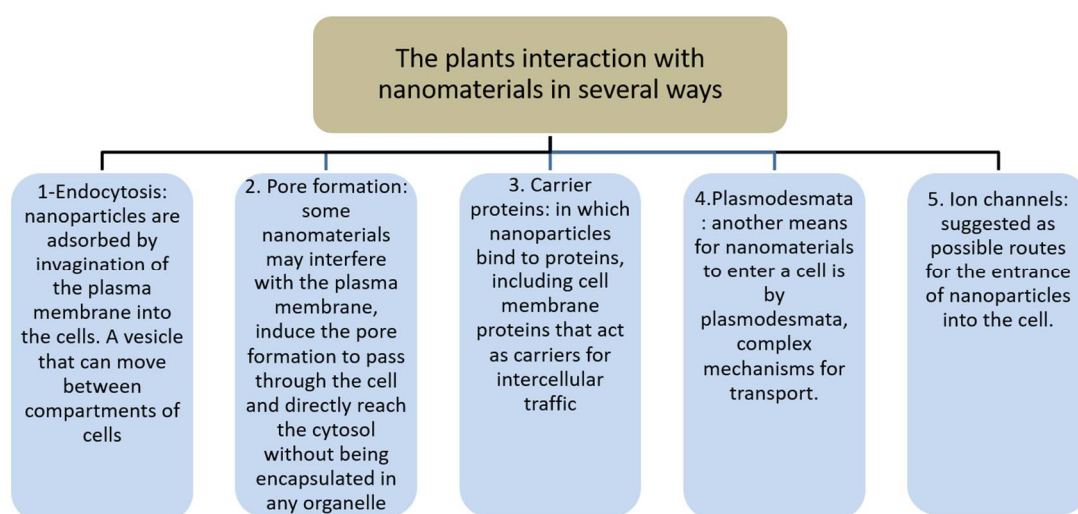 The plants interaction with
nanomaterials in several ways
1-Endocytosis:
nanoparticles are
adsorbed by
invagination of
the plasma
membrane into
the cells. A vesicle
that can move
between
compartments of
cells
2. Pore formation:
some
nanomaterials
may interfere
with the plasma
membrane,
induce the pore
formation to pass
through the cell
and directly reach
the cytosol
without being
encapsulated in
any organelle
3. Carrier
proteins: in which
nanoparticles
bind to proteins,
including cell
membrane
proteins that act
as carriers for
intercellular
traffic
4.Plasmodesmata
: another means
for nanomaterials
to enter a cell is
by
plasmodesmata,
complex
mechanisms for
transport.
5. Ion channels:
suggested as
possible routes
for the entrance
of nanoparticles
into the cell.